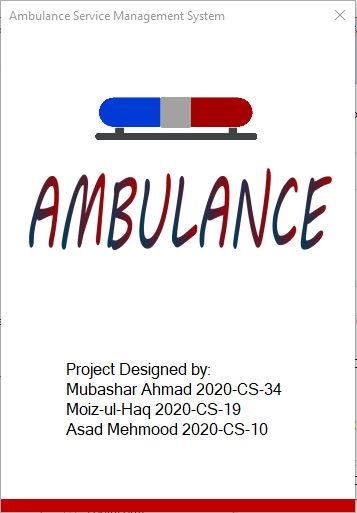 Ambulance Service Management System
AMBULANCE
Project Designed by:
Mubashar Ahmad 2020-CS-34
Moiz-ul-Haq 2020-CS-19
Asad Mehmood 2020-CS-10